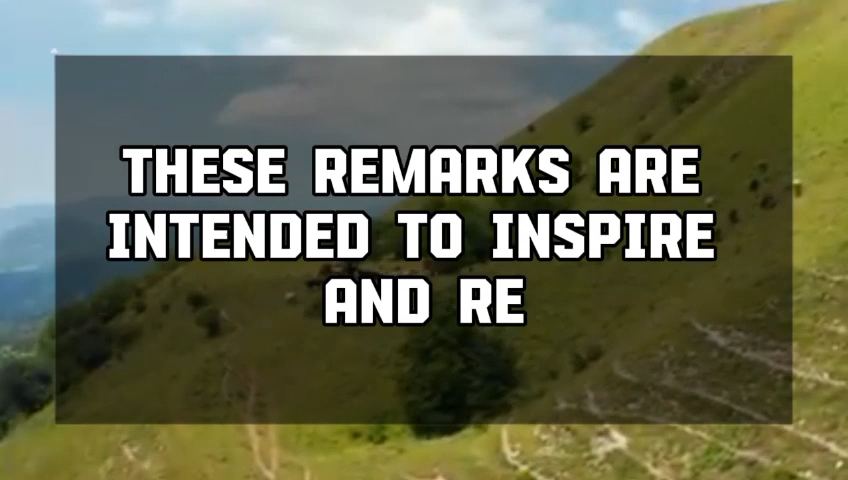 THESE REMARKS ARE
INTENDED TO INSPIRE
AND RE